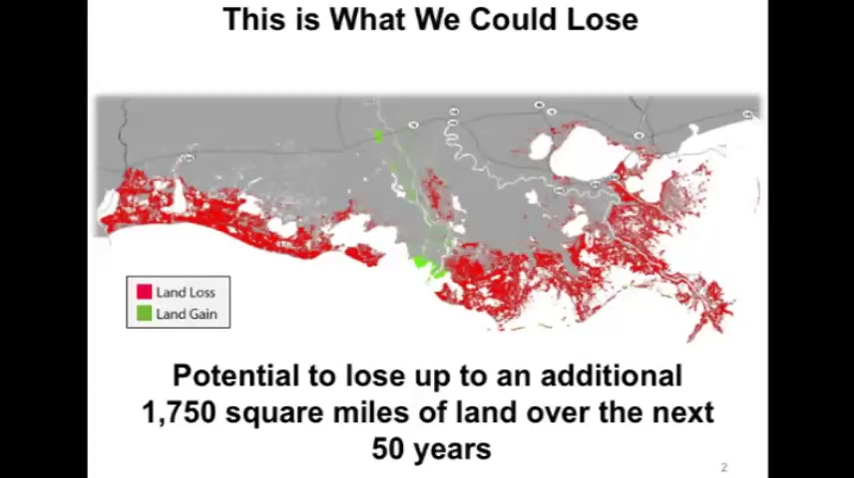 This is What We Could Lose
Land Loss
Land Gain
Potential to lose up to an additional
1,750 square miles of land over the next
50 years
2